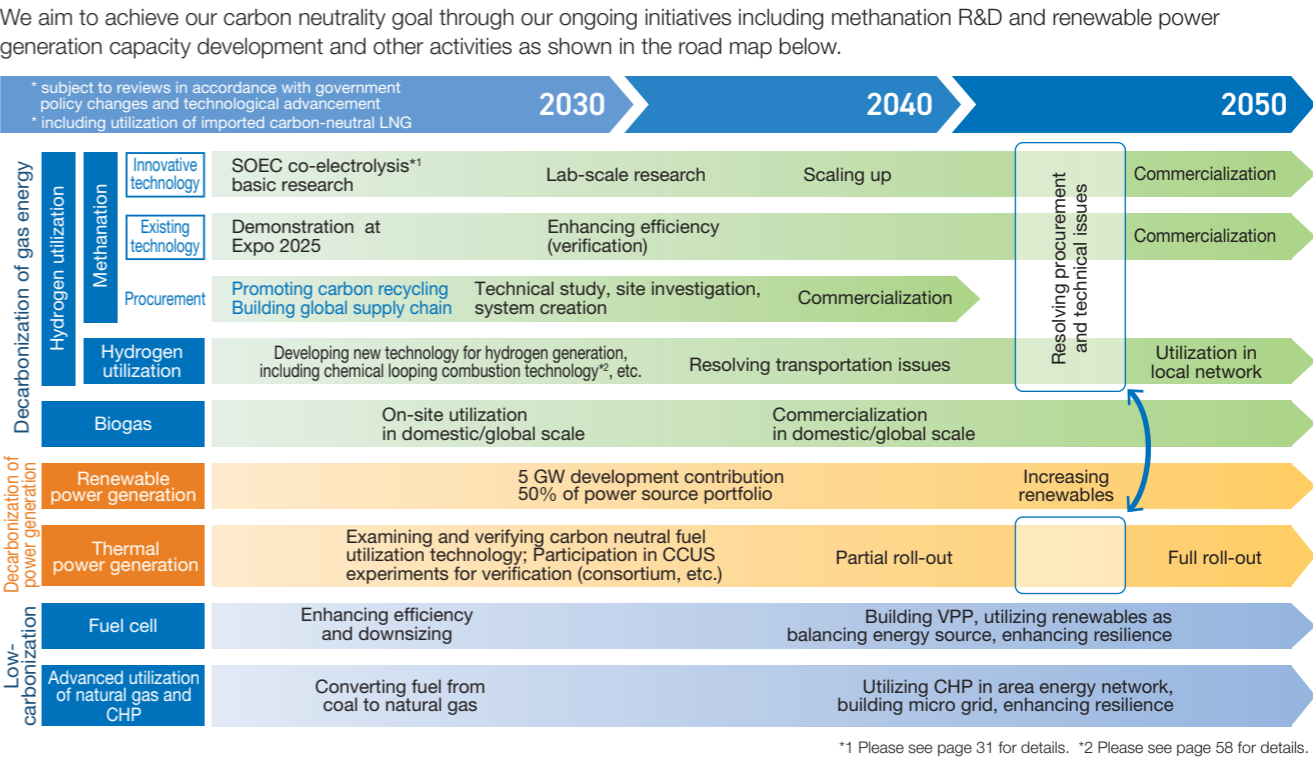 We aim to achieve our carbon neutrality goal through our ongoing initiatives including methanation R&D and renewable power
generation capacity development and other activities as shown in the road map below.
* subject to reviews in accordance with government
policy changes and technological advancement
* including utilization of imported carbon-neutral LNG
2030
2040
2050
Decarbonization of gas energy
Hydrogen utilization
Methanation
Innovative
technology
SOEC co-electrolysis*1
basic research
Lab-scale research
Scaling up
Commercialization
Existing
technology
Demonstration at
Expo 2025
Enhancing efficiency
(verification)
Commercialization
Procurement
Promoting carbon recycling
Building global supply chain
Technical study, site investigation,
system creation
Commercialization
Resolving procurement
and technical issues
Hydrogen
utilization
Developing new technology for hydrogen generation,
including chemical looping combustion technology*2, etc.
Resolving transportation issues
Utilization in
local network
Biogas
On-site utilization
in domestic/global scale
Commercialization
in domestic/global scale
Decarbonization of
power generation
Renewable
power generation
5 GW development contribution
50% of power source portfolio
Increasing
renewables
Thermal
power generation
Examining and verifying carbon neutral fuel
utilization technology; Participation in CCUS
experiments for verification (consortium, etc.)
Partial roll-out
Full roll-out
Low-
carbonization
Fuel cell
Enhancing efficiency
and downsizing
Building VPP, utilizing renewables as
balancing energy source, enhancing resilience
Advanced utilization
of natural gas and
CHP
Converting fuel from
coal to natural gas
Utilizing CHP in area energy network,
building micro grid, enhancing resilience
*1 Please see page 31 for details. *2 Please see page 58 for details.